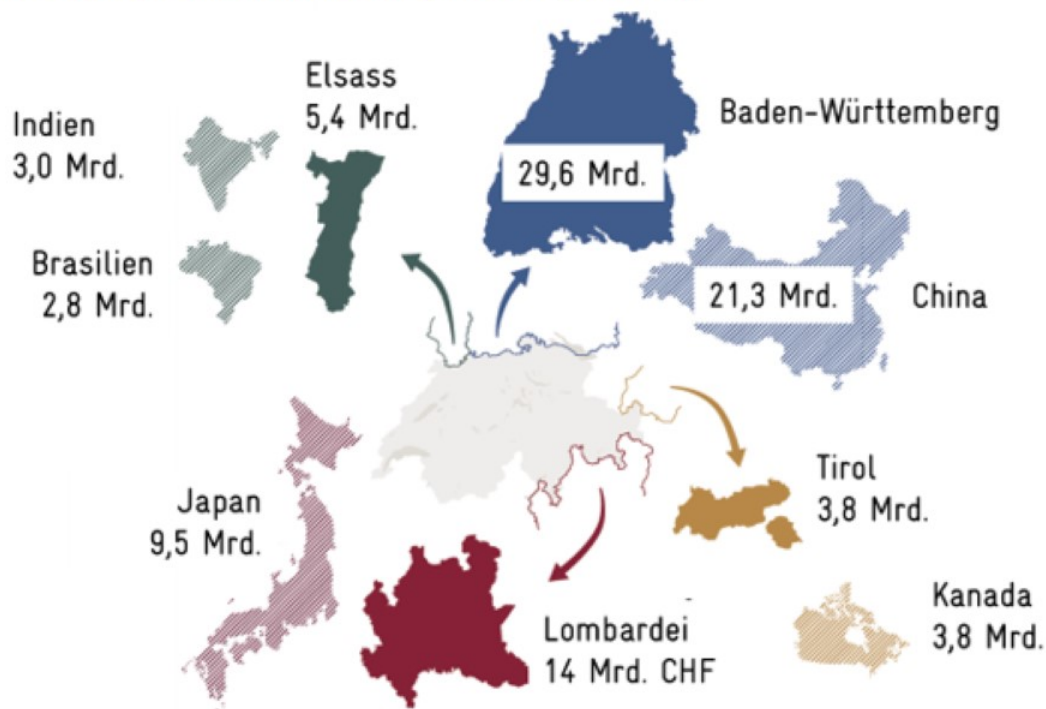 Elsass
5,4 Mrd.
Indien
3,0 Mrd.
Brasilien
2,8 Mrd.
Baden-Württemberg
29,6 Mrd.
21,3 Mrd.
China
Japan
9,5 Mrd.
Tirol
3,8 Mrd.
Lombardei
14 Mrd. CHF
Kanada
3,8 Mrd.